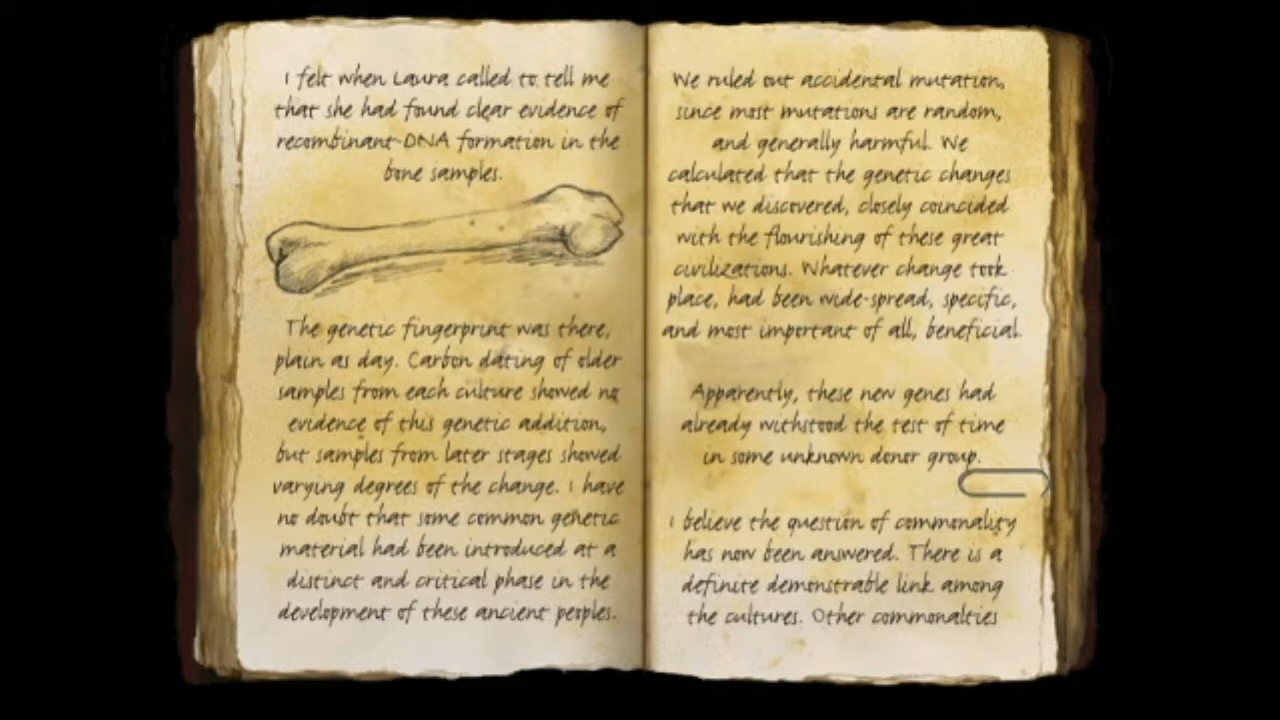 I felt when Laura called to tell me
that she had found clear evidence of
recombinant-DNA formation in the
bone samples.
The genetic fingerprint was there,
plain as day. Carbon dating of older
samples from each culture showed no
evidence of this genetic addition,
but samples from later stages showed
varying degrees of the change. I have
no doubt that some common genetic
material had been introduced at a
distinct and critical phase in the
development of these ancient peoples.
We ruled out accidental mutation,
since most mutations are random,
and generally harmful. We
calculated that the genetic changes
that we discovered, closely coincided
with the flourishing of these great
civilizations. Whatever change took
place, had been wide-spread, specific,
and most important of all, beneficial.
Apparently, these new genes had
already withstood the test of time
in some unknown donor group.
I believe the question of commonality
has now been answered. There is a
definite demonstrable link among
the cultures. Other commonalties